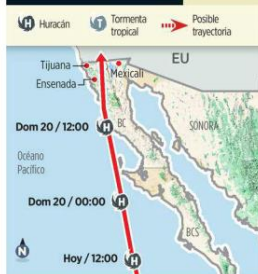 H Huracán
T Tormenta tropical
Posible trayectoria
EU
Tijuana
Mexicali
Ensenada
Dom 20 / 12:00 H
BC
SONORA
Océano
Pacífico
Dom 20 / 00:00 H
BCS
N
Hoy / 12:00 H